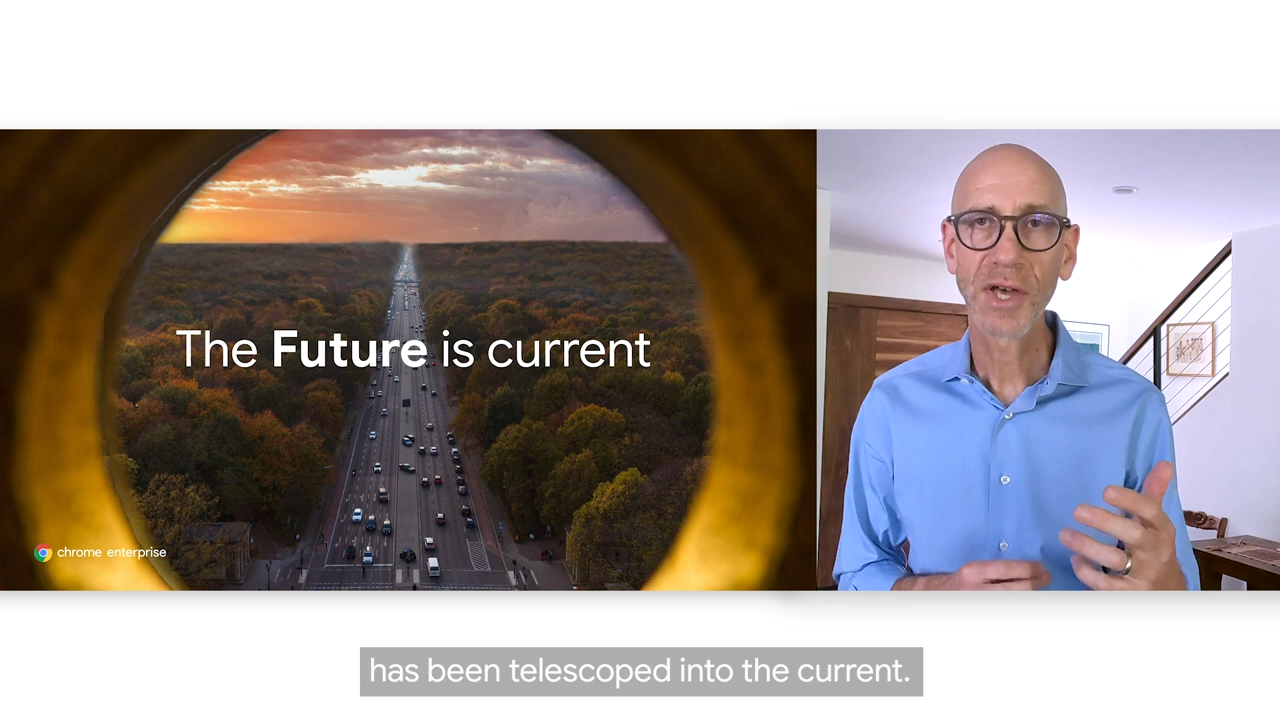 The Future is current
chrome enterprise
has been telescoped into the current.